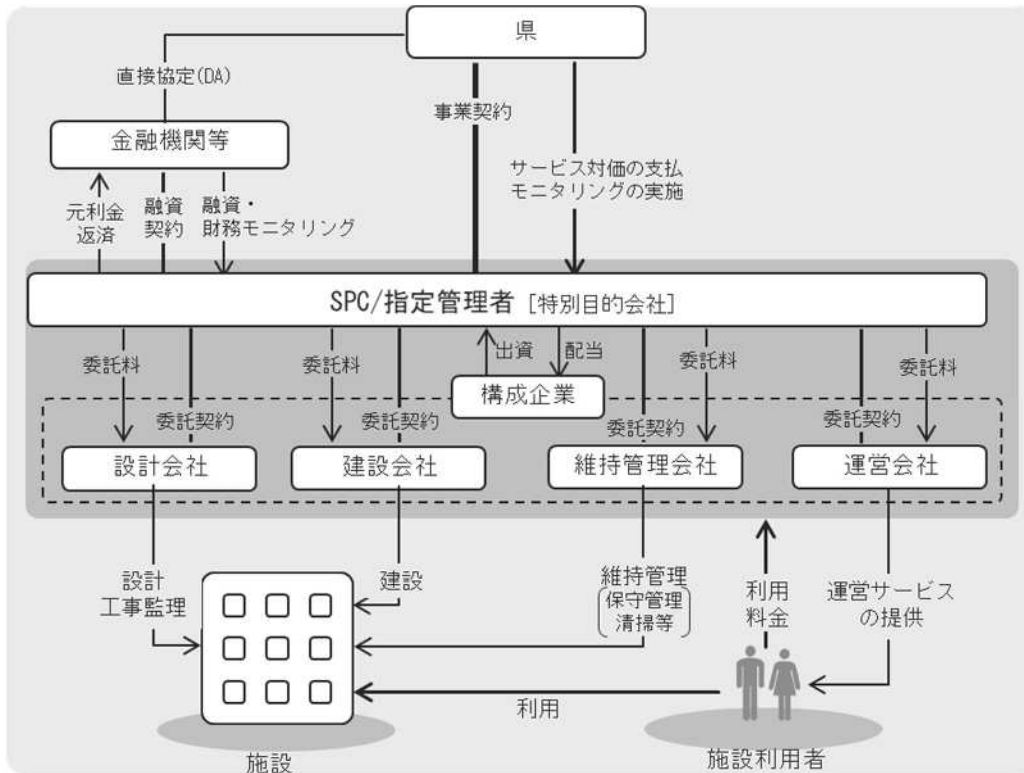 県
直接協定(DA)
事業契約
金融機関等
サービス対価の支払
モニタリングの実施
元利金
返済
融資
契約
融資・
財務モニタリング
SPC/指定管理者 [特別目的会社]
委託料
委託料
出資
配当
委託料
委託料
構成企業
委託契約
委託契約
委託契約
委託契約
設計会社
建設会社
維持管理会社
運営会社
設計
工事監理
建設
維持管理
保守管理
清掃等
利用
料金
運営サービス
の提供
利用
施設
施設利用者